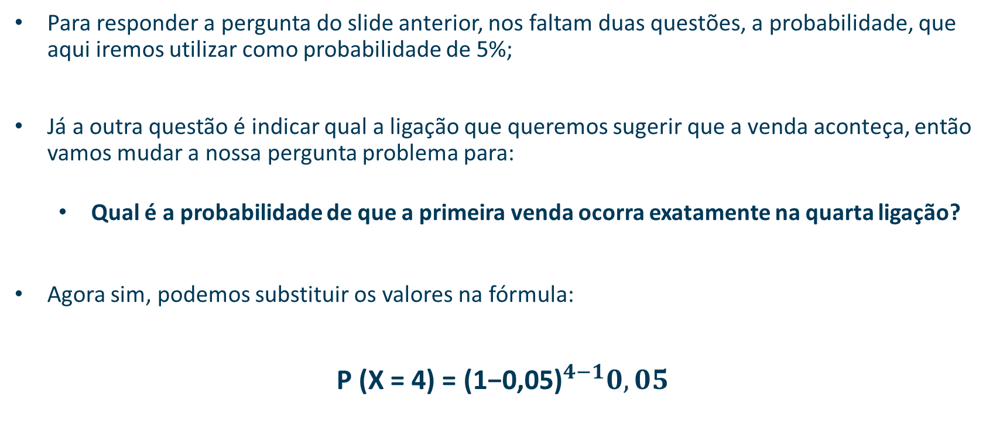 • Para responder a pergunta do slide anterior, nos faltam duas questões, a probabilidade, que
aqui iremos utilizar como probabilidade de 5%;
• Já a outra questão é indicar qual a ligação que queremos sugerir que a venda aconteça, então
vamos mudar a nossa pergunta problema para:
• Qual é a probabilidade de que a primeira venda ocorra exatamente na quarta ligação?
• Agora sim, podemos substituir os valores na fórmula:
P (X = 4) = (1−0,05)⁴⁻¹0, 05